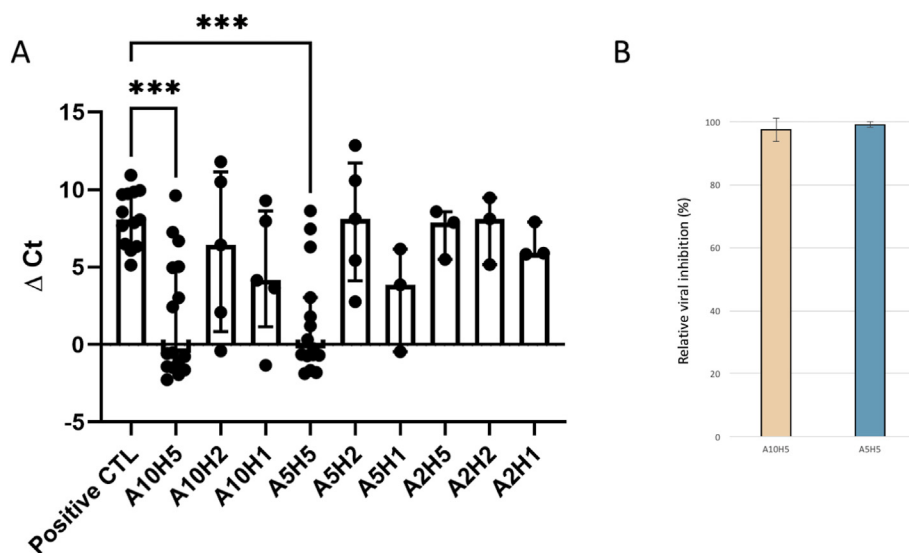 A
***
***
Δ Ct
15
10
5
0
-5
Positive CTL
A10H5
A10H2
A10H1
A5H5
A5H2
A5H1
A2H5
A2H2
A2H1
B
Relative viral inhibition (%)
100
80
60
40
20
0
A10H5
A5H5